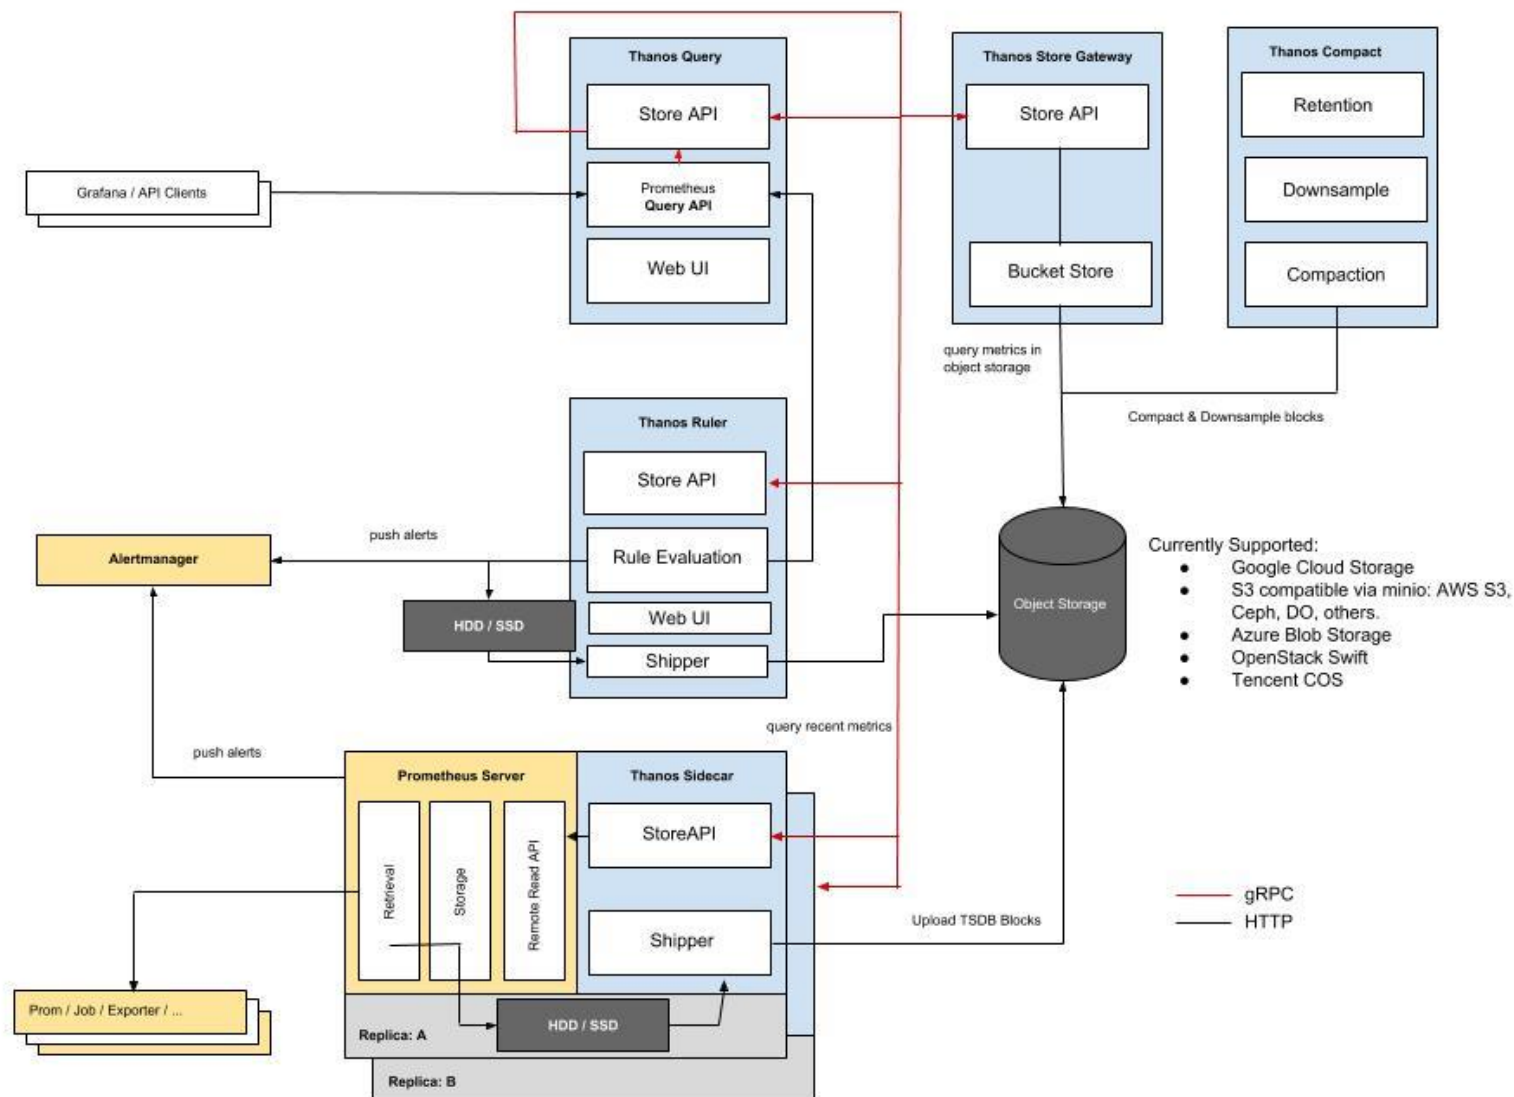 Thanos Query
Store API
Prometheus
Query API
Web UI
Thanos Store Gateway
Store API
Bucket Store
Thanos Compact
Retention
Downsample
Compaction
Grafana / API Clients
query metrics in
object storage
Compact & Downsample blocks
Thanos Ruler
Store API
Rule Evaluation
Web UI
Shipper
push alerts
Alertmanager
HDD / SSD
Object Storage
Currently Supported:
● Google Cloud Storage
● S3 compatible via minio: AWS S3,
Ceph, DO, others.
● Azure Blob Storage
● OpenStack Swift
● Tencent COS
query recent metrics
push alerts
Prometheus Server
Retrieval
Storage
Remote Read API
Thanos Sidecar
StoreAPI
Shipper
Upload TSDB Blocks
gRPC
HTTP
Prom / Job / Exporter / ...
HDD / SSD
Replica: A
Replica: B